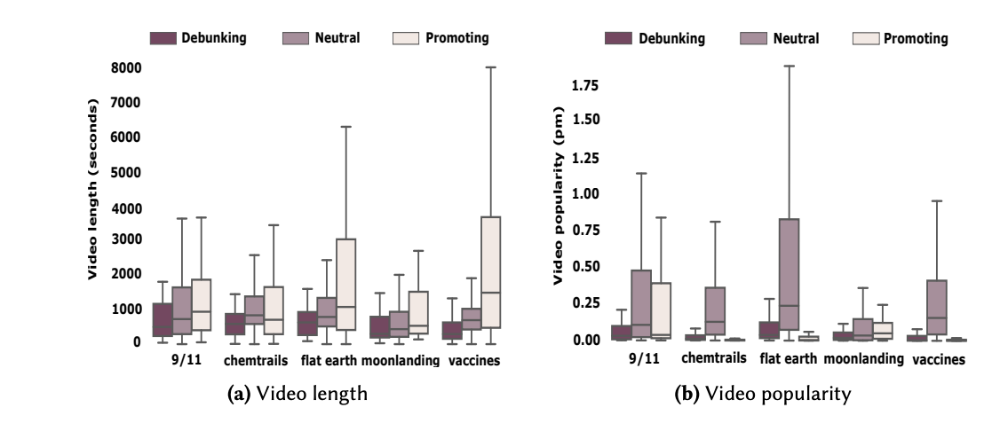 Debunking Neutral Promoting
Video length (seconds)
8000
7000
6000
5000
4000
3000
2000
1000
0
9/11 chemtrails flat earth moonlanding vaccines
(a) Video length
Debunking Neutral Promoting
Video popularity (pm)
1.75
1.50
1.25
1.00
0.75
0.50
0.25
0.00
9/11 chemtrails flat earth moonlanding vaccines
(b) Video popularity